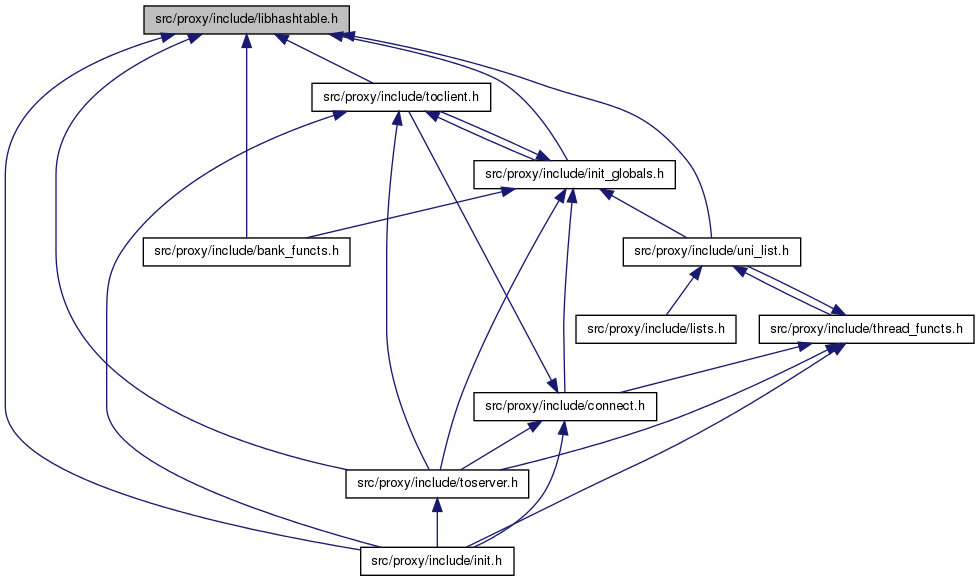 src/proxy/include/libhashtable.h
src/proxy/include/toclient.h
src/proxy/include/init_globals.h
src/proxy/include/bank_functs.h
src/proxy/include/uni_list.h
src/proxy/include/lists.h
src/proxy/include/thread_functs.h
src/proxy/include/connect.h
src/proxy/include/toserver.h
src/proxy/include/init.h